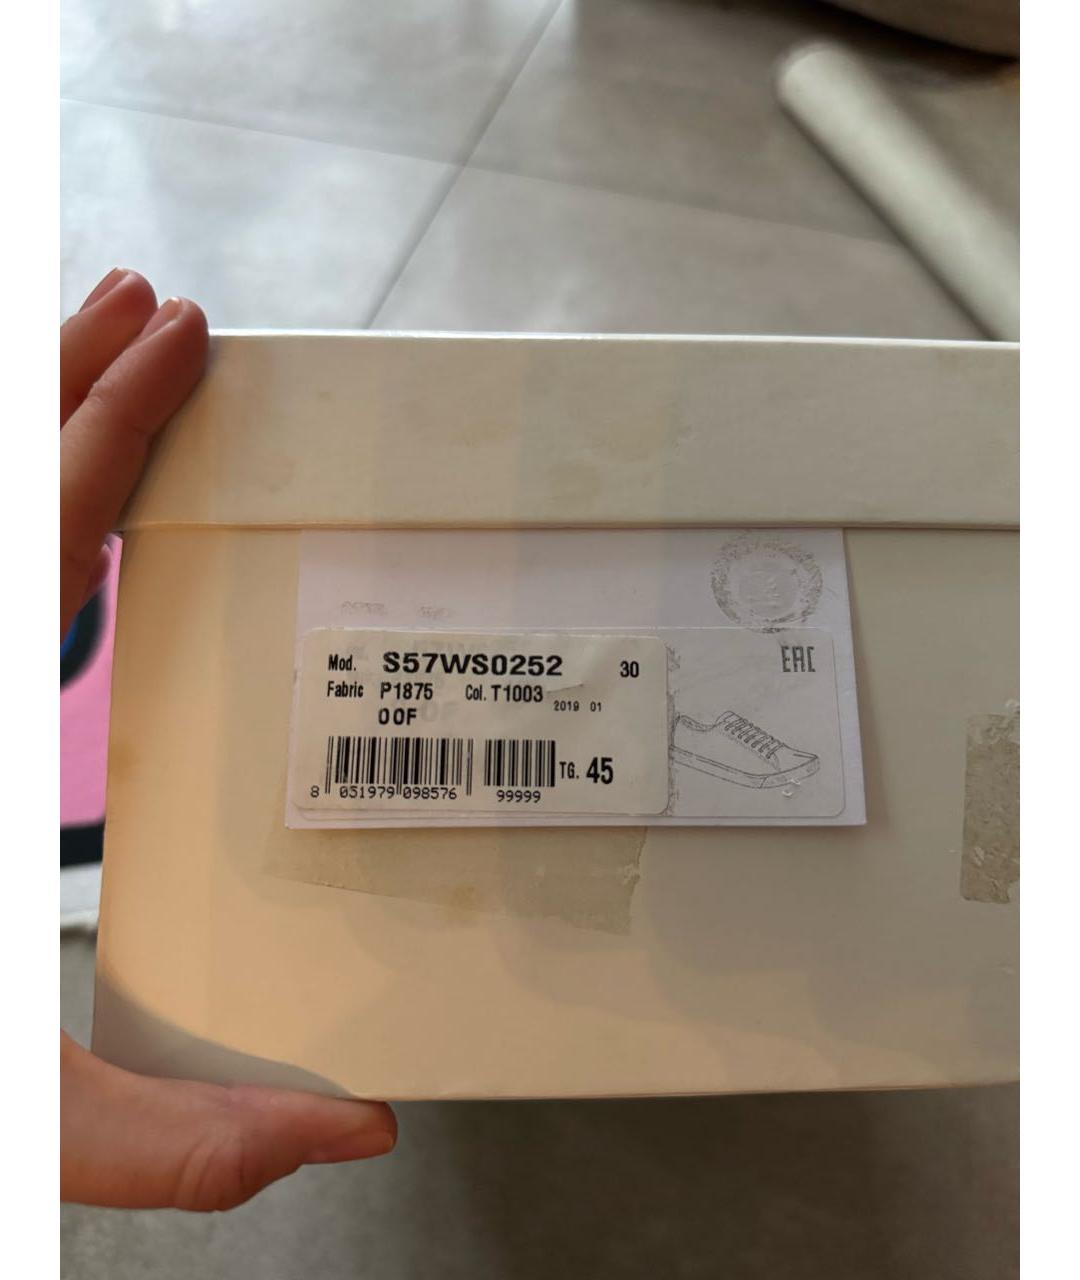 Mod. S57WS0252 30
Fabric P1875 Col. T1003
2019 01
00F
TG. 45
8 051979 098576 99999
EAC